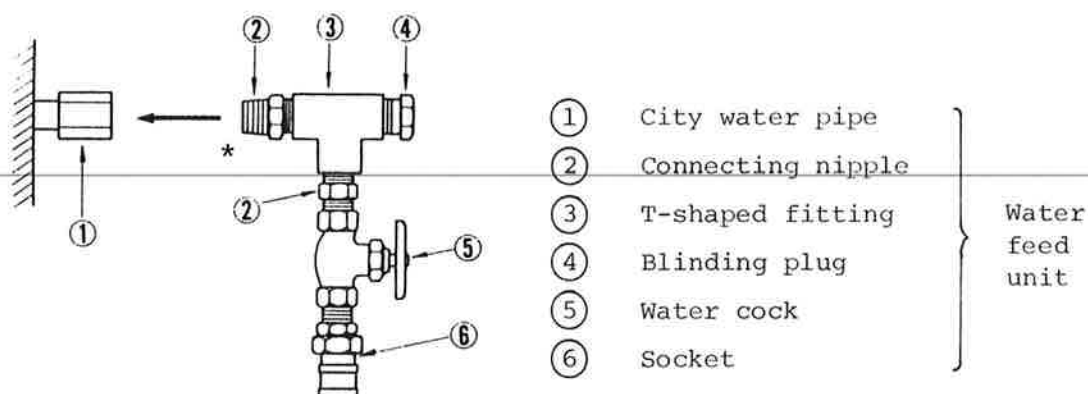 ② ③ ④
*
①
②
⑤
⑥
① City water pipe
② Connecting nipple
③ T-shaped fitting
④ Blinding plug
⑤ Water cock
⑥ Socket
Water
feed
unit